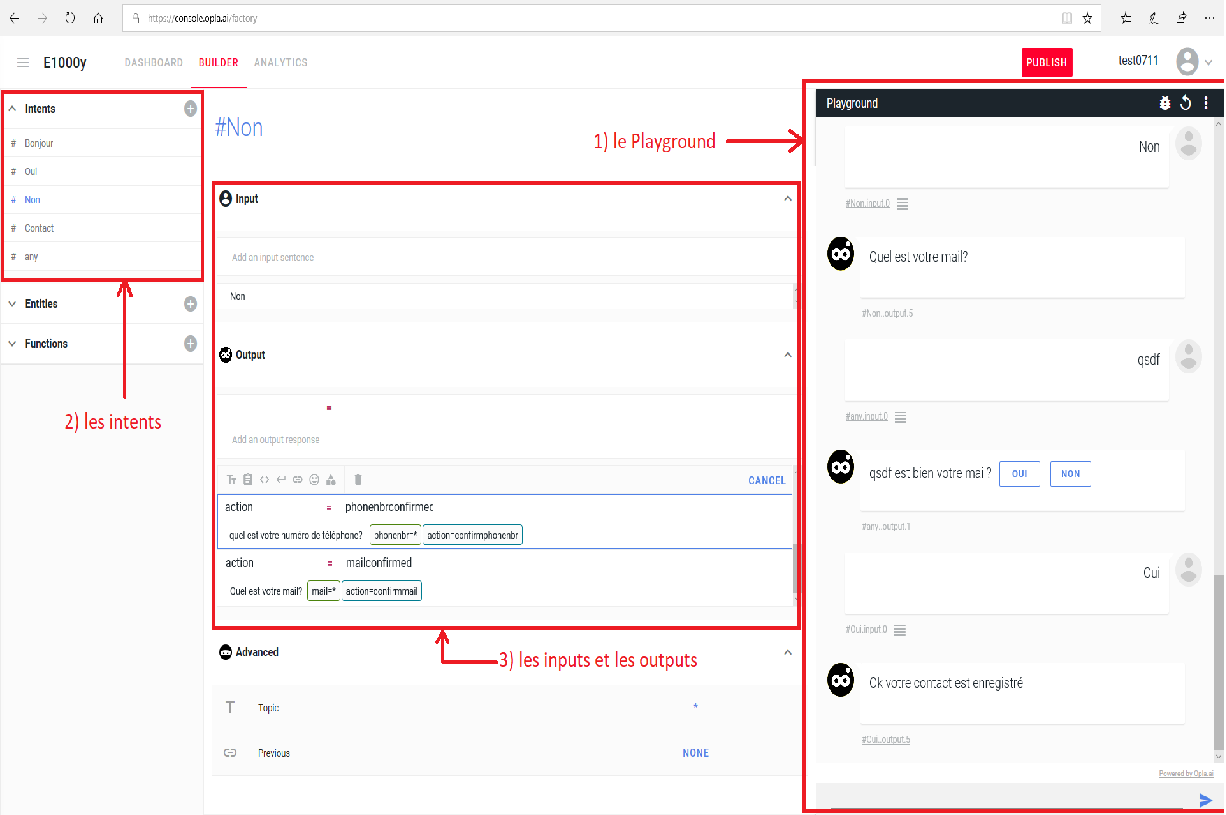 https://console.opla.ai/factory
E1000y
DASHBOARD
BUILDER
ANALYTICS
PUBLISH
test0711
Intents
# Bonjour
# Oui
# Non
# Contact
# any
Entities
Functions
2) les intents
#Non
1) le Playground
Input
Add an input sentence
Non
Output
=
Add an output response
CANCEL
action = phonenbrconfirmec
quel est votre numéro de téléphone? phonenbr=* action=confirmphonenbr
action = mailconfirmed
Quel est votre mail? mail=* action=confirmmail
3) les inputs et les outputs
Advanced
Topic *
Previous NONE
Playground
Non
#Non.input.0
Quel est votre mail?
#Non..output.5
qsdf
#any.input.0
qsdf est bien votre mai ? OUI NON
#any..output.1
Oui
#Oui.input.0
Ok votre contact est enregistré
#Oui..output.5
Powered by Opla.ai